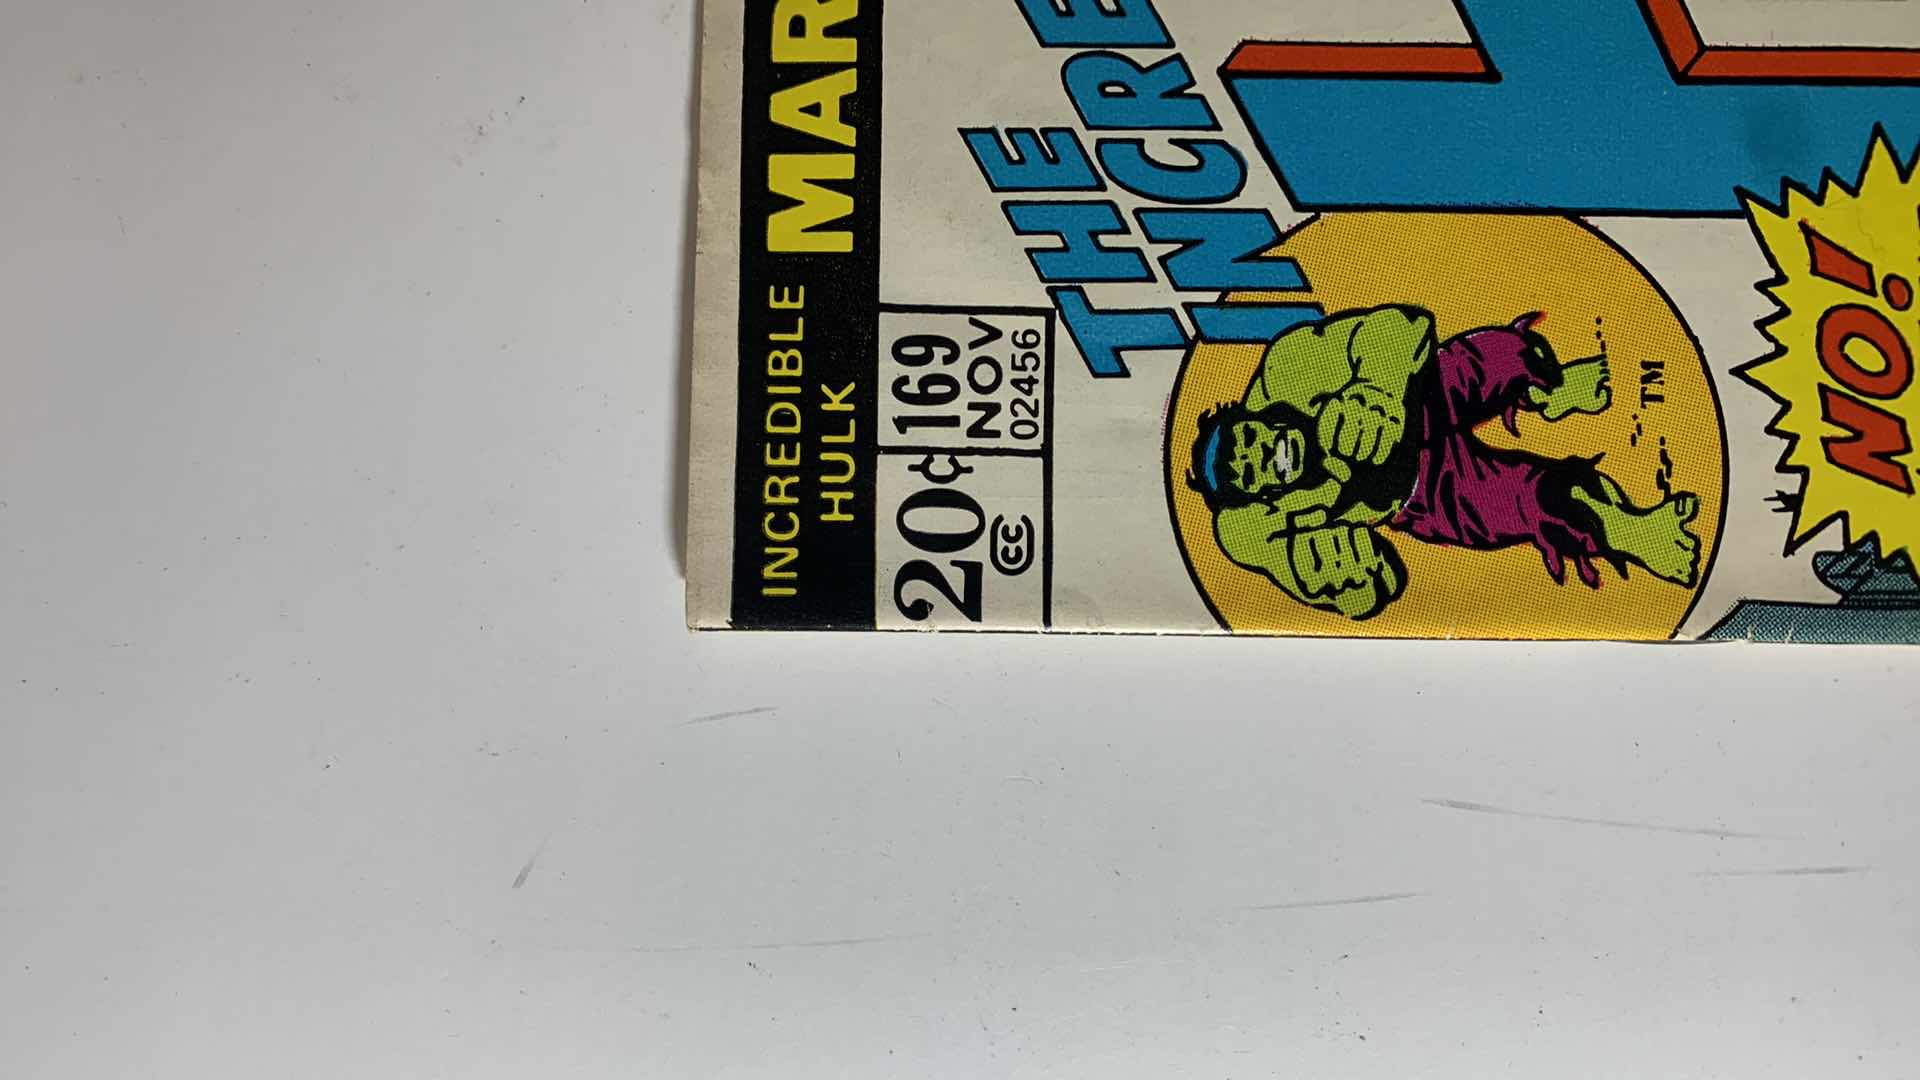 INCREDIBLE
HULK
MAR
20¢
169
NOV
02456
CC
THE
INCRE
TM
NO!